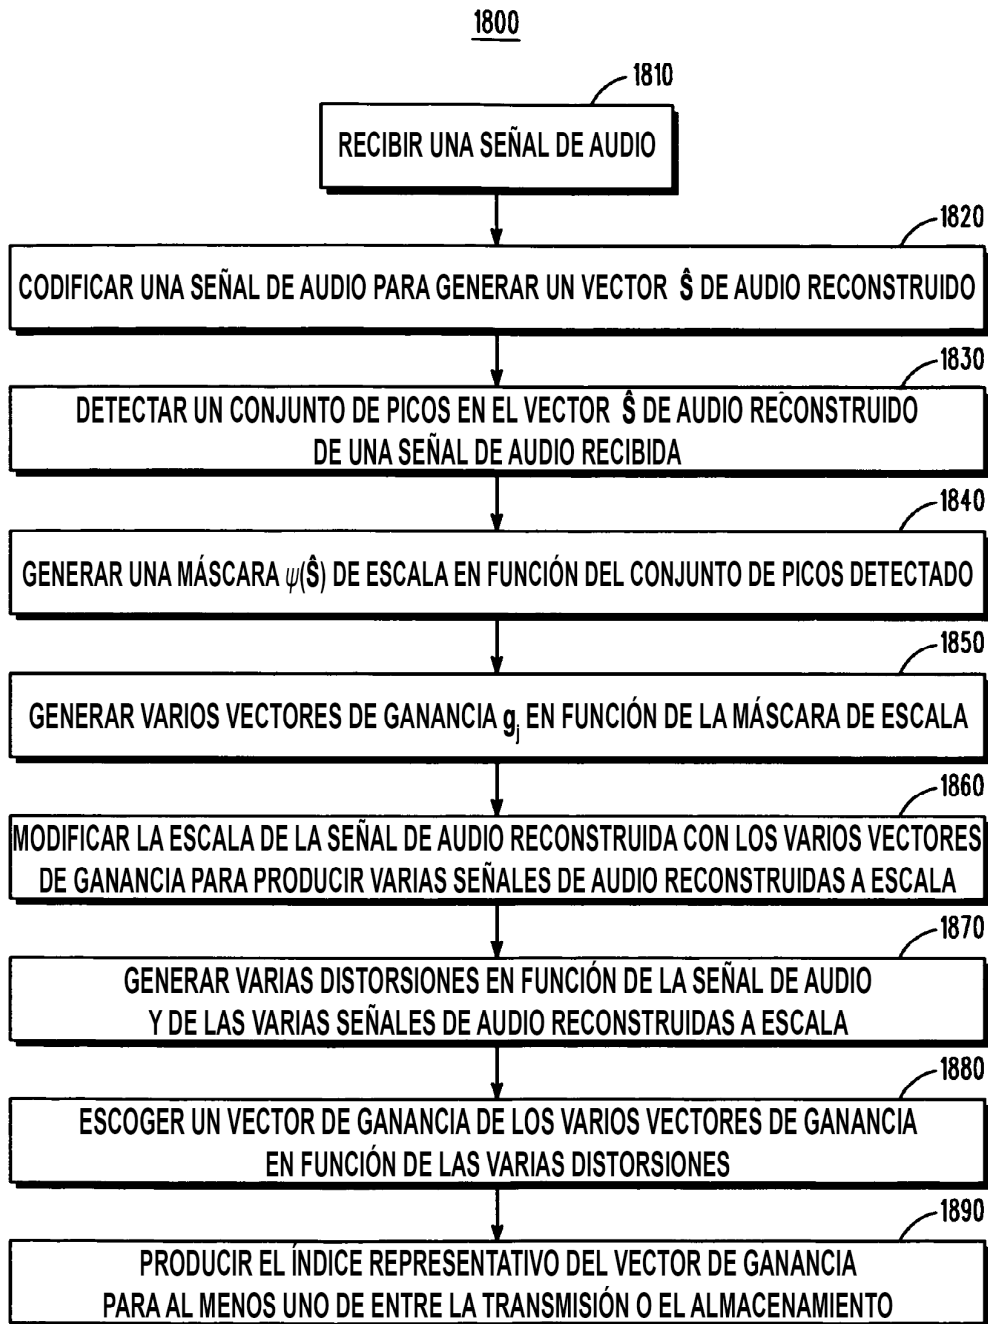 1800
1810
RECIBIR UNA SEÑAL DE AUDIO
1820
CODIFICAR UNA SEÑAL DE AUDIO PARA GENERAR UN VECTOR Ŝ DE AUDIO RECONSTRUIDO
1830
DETECTAR UN CONJUNTO DE PICOS EN EL VECTOR Ŝ DE AUDIO RECONSTRUIDO
DE UNA SEÑAL DE AUDIO RECIBIDA
1840
GENERAR UNA MÁSCARA ψ(Ŝ) DE ESCALA EN FUNCIÓN DEL CONJUNTO DE PICOS DETECTADO
1850
GENERAR VARIOS VECTORES DE GANANCIA gⱼ EN FUNCIÓN DE LA MÁSCARA DE ESCALA
1860
MODIFICAR LA ESCALA DE LA SEÑAL DE AUDIO RECONSTRUIDA CON LOS VARIOS VECTORES
DE GANANCIA PARA PRODUCIR VARIAS SEÑALES DE AUDIO RECONSTRUIDAS A ESCALA
1870
GENERAR VARIAS DISTORSIONES EN FUNCIÓN DE LA SEÑAL DE AUDIO
Y DE LAS VARIAS SEÑALES DE AUDIO RECONSTRUIDAS A ESCALA
1880
ESCOGER UN VECTOR DE GANANCIA DE LOS VARIOS VECTORES DE GANANCIA
EN FUNCIÓN DE LAS VARIAS DISTORSIONES
1890
PRODUCIR EL ÍNDICE REPRESENTATIVO DEL VECTOR DE GANANCIA
PARA AL MENOS UNO DE ENTRE LA TRANSMISIÓN O EL ALMACENAMIENTO